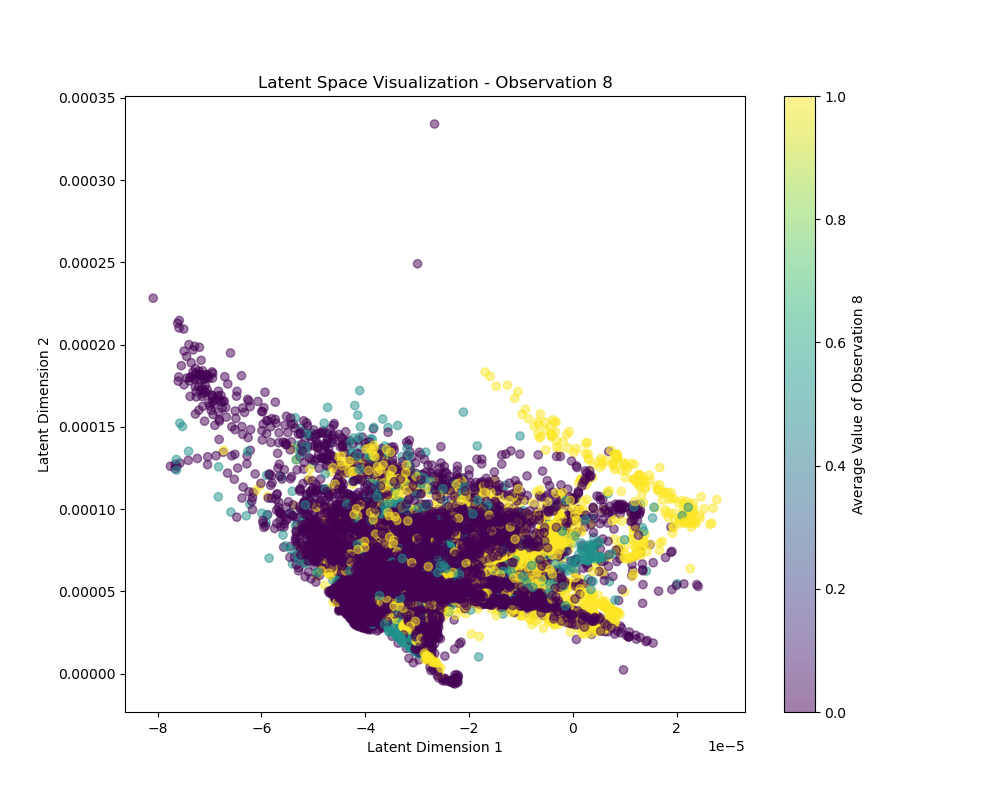 Latent Space Visualization - Observation 8
0.00035
0.00030
0.00025
0.00020
0.00015
0.00010
0.00005
0.00000
Latent Dimension 2
−8 −6 −4 −2 0 2
1e−5
Latent Dimension 1
1.0
0.8
0.6
0.4
0.2
0.0
Average Value of Observation 8